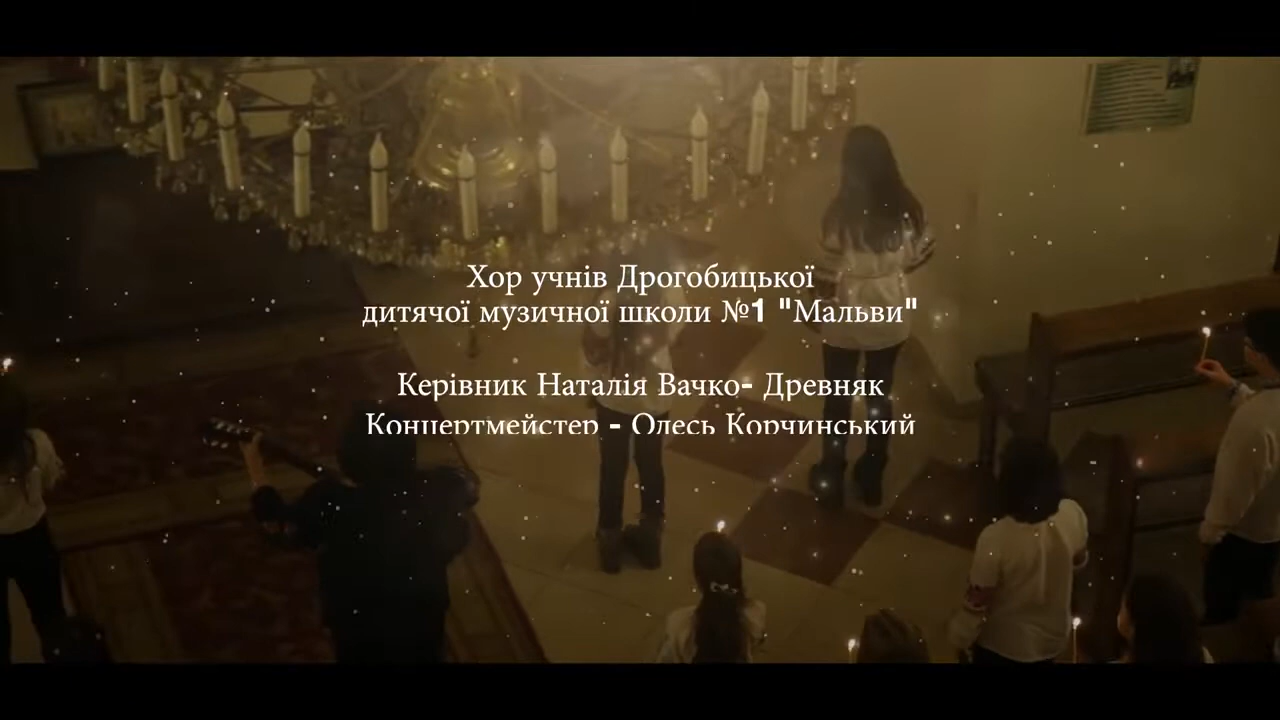 Хор учнів Дрогобицької
дитячої музичної школи №1 "Мальви"
Керівник Наталія Вачко- Древняк
Концертмейстер - Олесь Корчинський